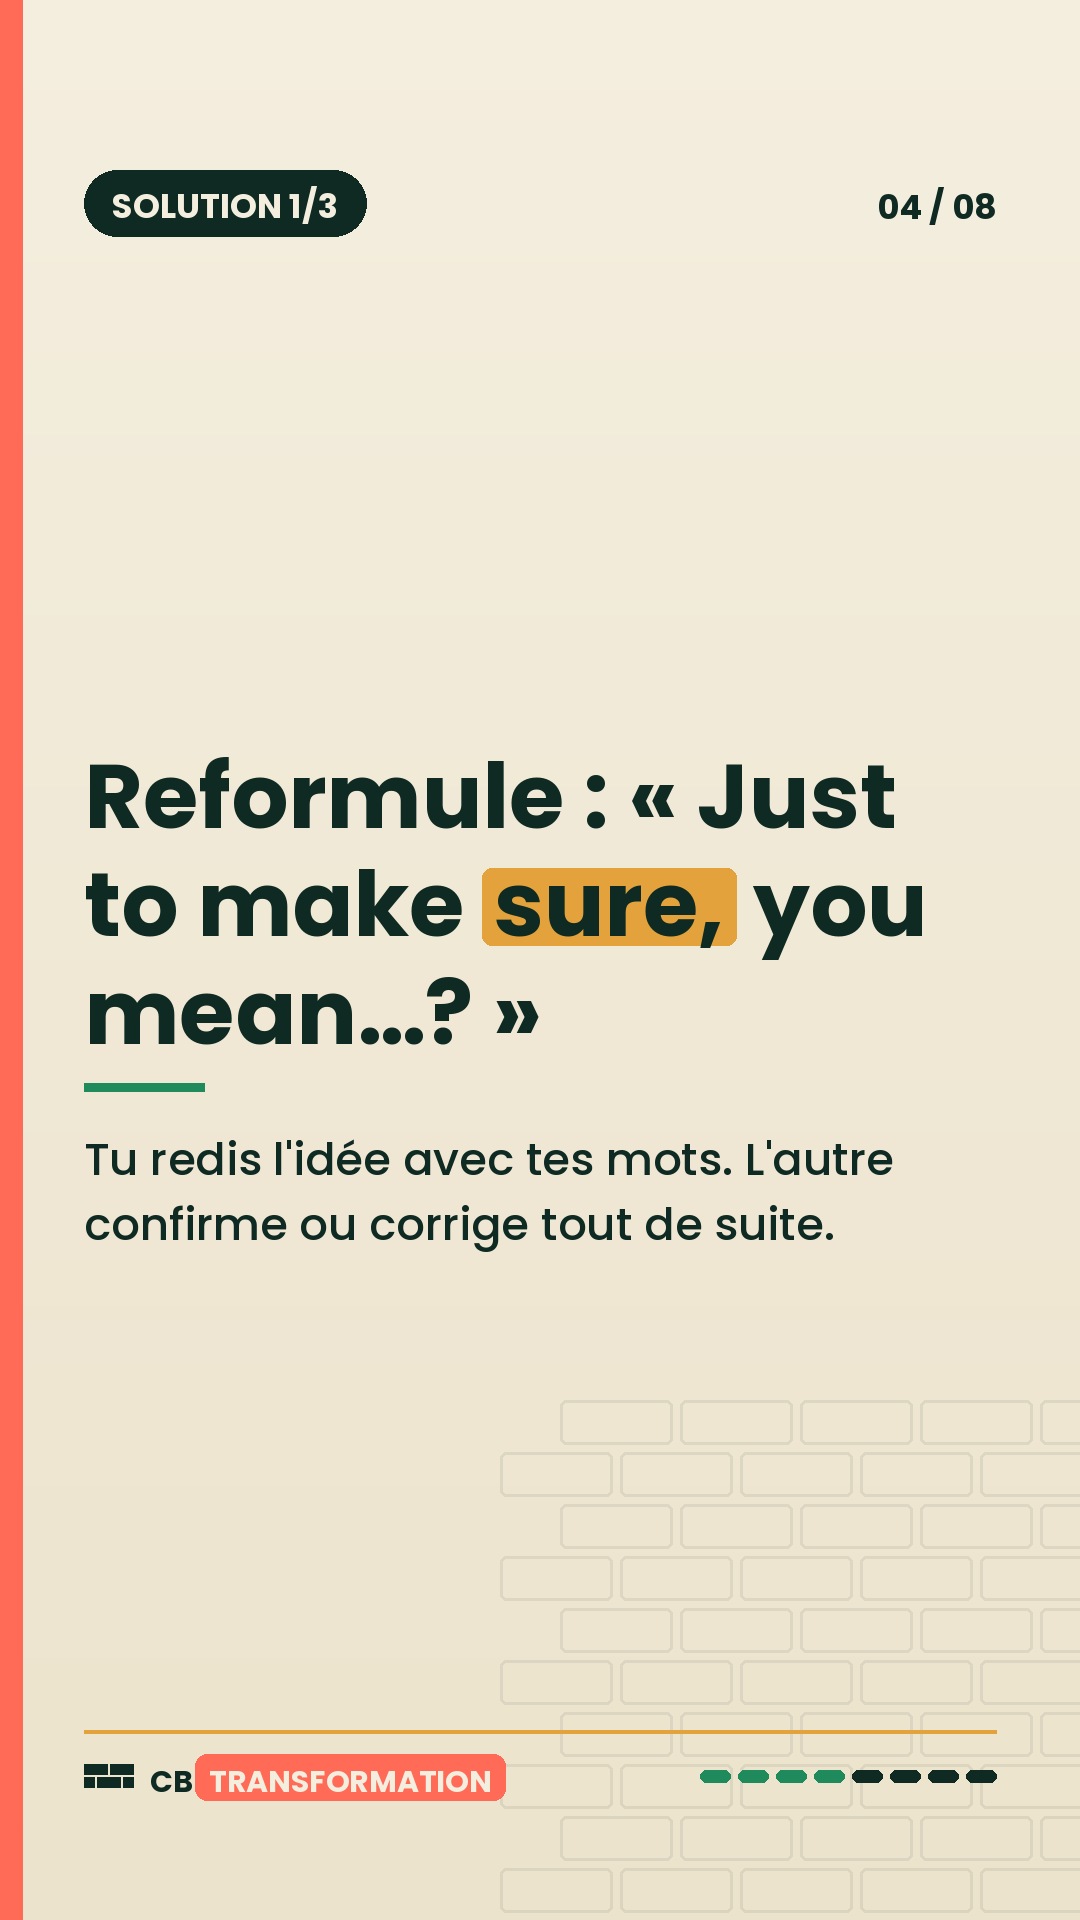 SOLUTION 1/3
04 / 08
Reformule : « Just
to make sure, you
mean...? »
Tu redis l'idée avec tes mots. L'autre
confirme ou corrige tout de suite.
CB TRANSFORMATION